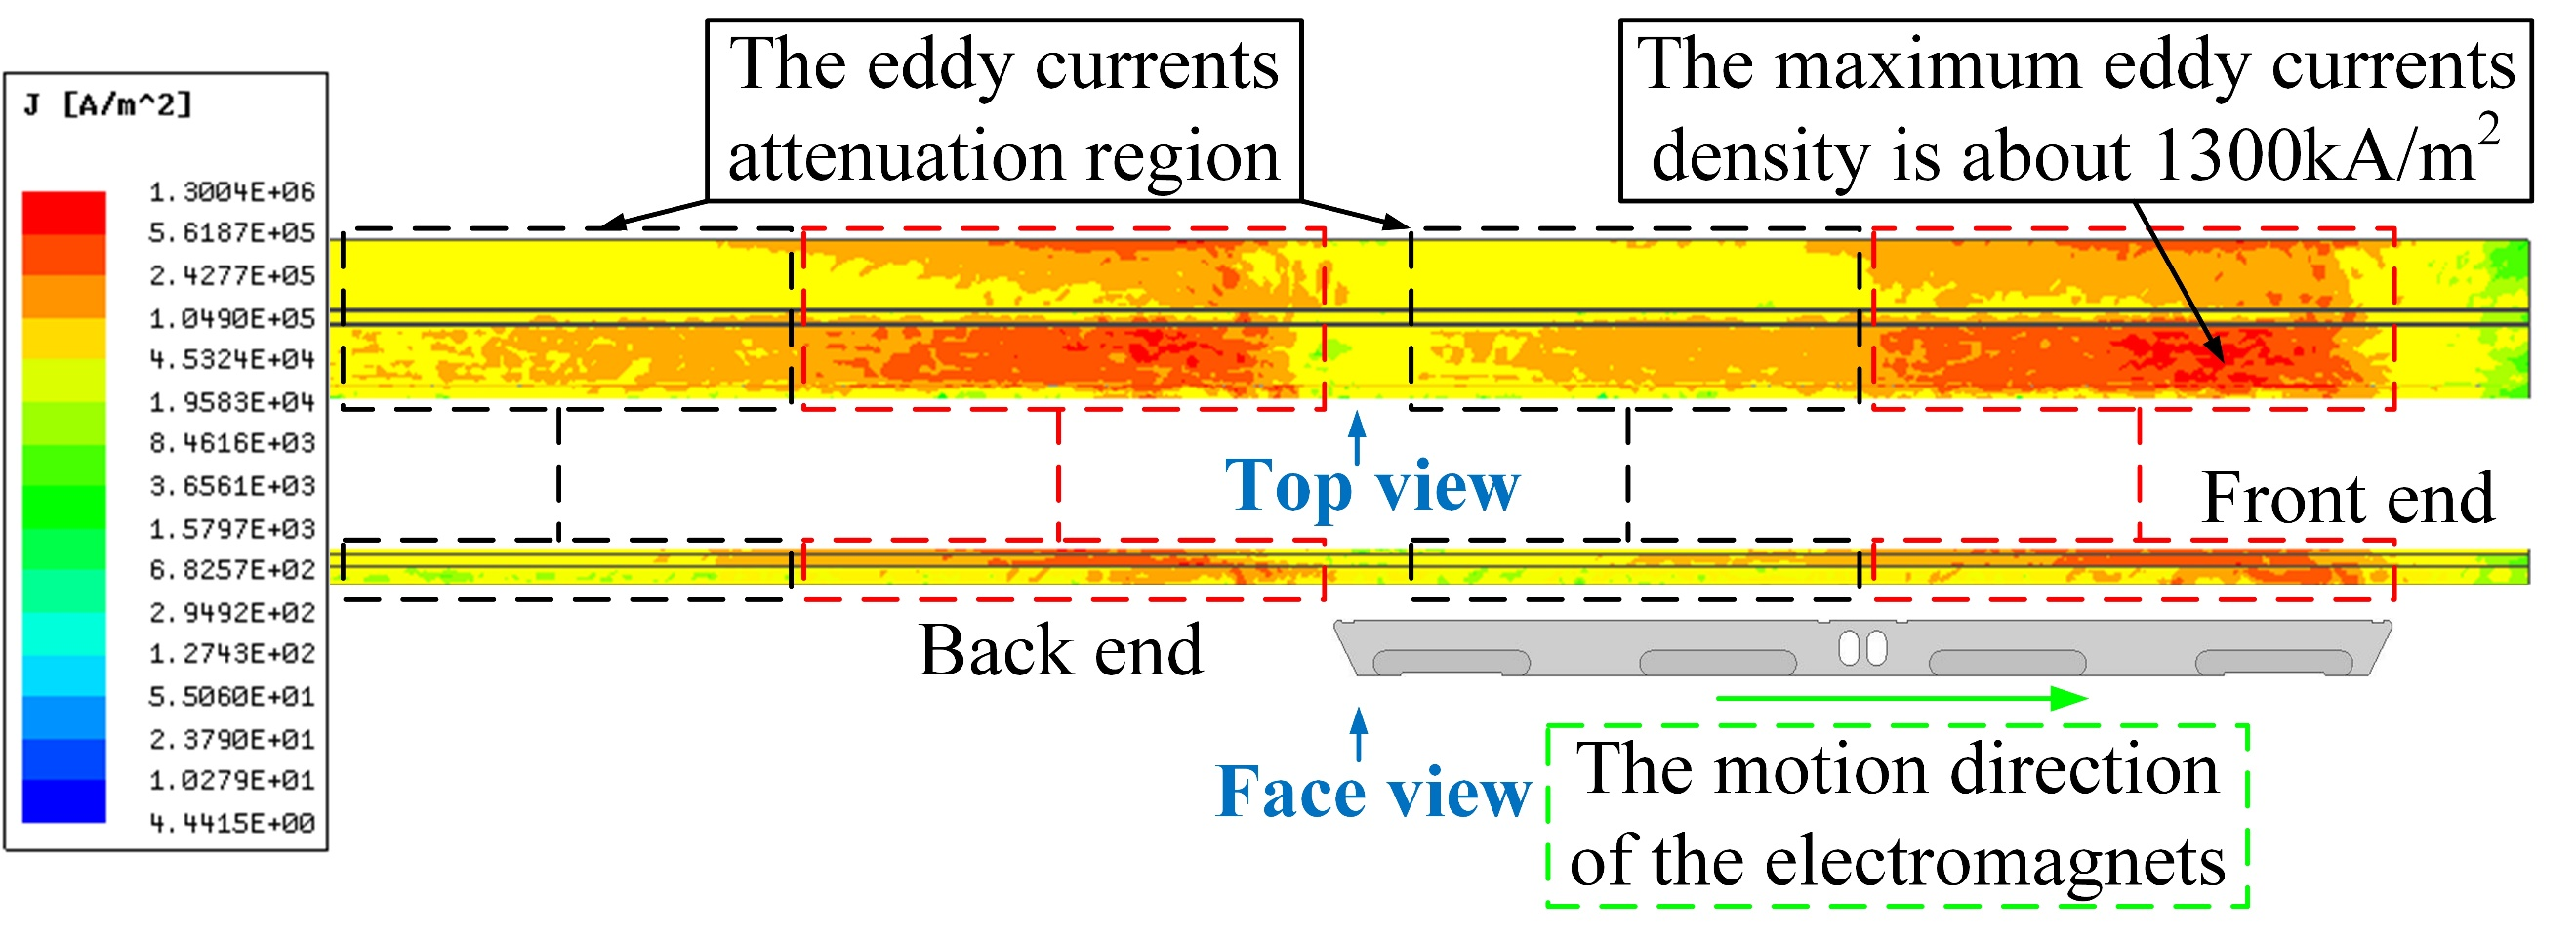 The eddy currents
attenuation region
The maximum eddy currents
density is about 1300kA/m²
J [A/m^2]
1.3004E+06
5.6187E+05
2.4277E+05
1.0490E+05
4.5324E+04
1.9583E+04
8.4616E+03
3.6561E+03
1.5797E+03
6.8257E+02
2.9492E+02
1.2743E+02
5.5060E+01
2.3790E+01
1.0279E+01
4.4415E+00
Top view
Front end
Back end
Face view
The motion direction
of the electromagnets